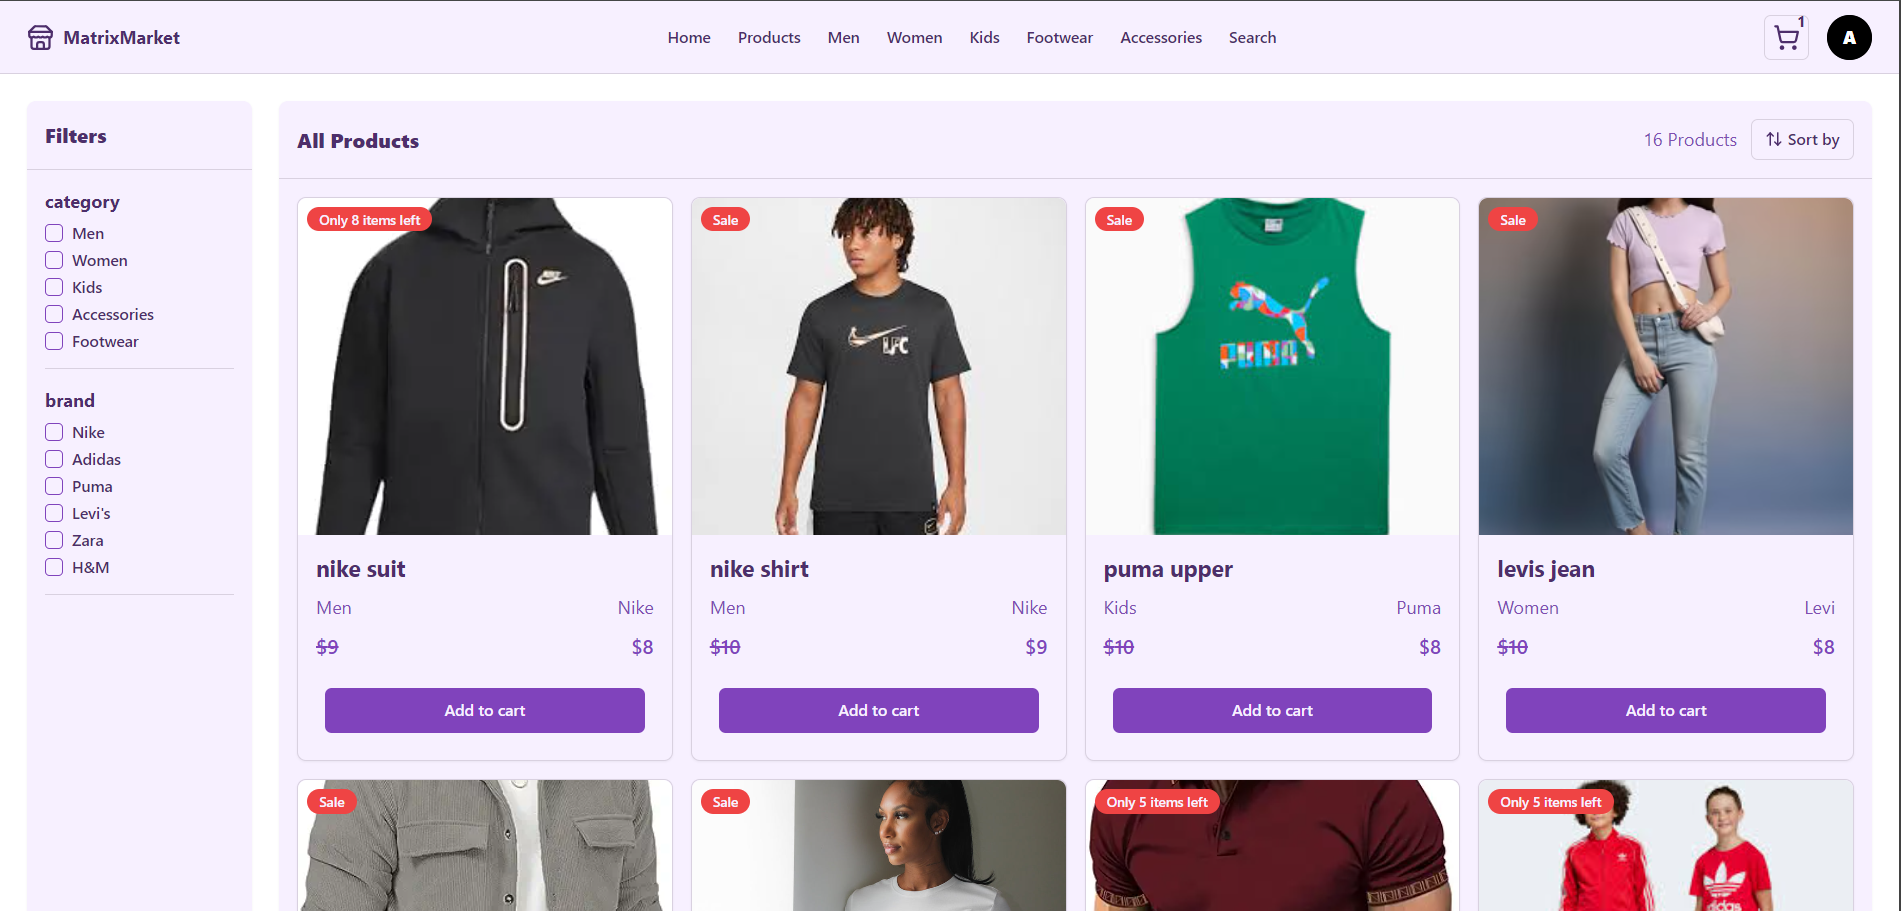 MatrixMarket
Home Products Men Women Kids Footwear Accessories Search
1
A
Filters
category
Men
Women
Kids
Accessories
Footwear
brand
Nike
Adidas
Puma
Levi's
Zara
H&M
All Products
16 Products
Sort by
Only 8 items left
nike suit
Men Nike
$9 $8
Add to cart
Sale
LFC
nike shirt
Men Nike
$10 $9
Add to cart
Sale
PUMA
puma upper
Kids Puma
$10 $8
Add to cart
Sale
levis jean
Women Levi
$10 $8
Add to cart
Sale
Sale
Only 5 items left
Only 5 items left
adidas